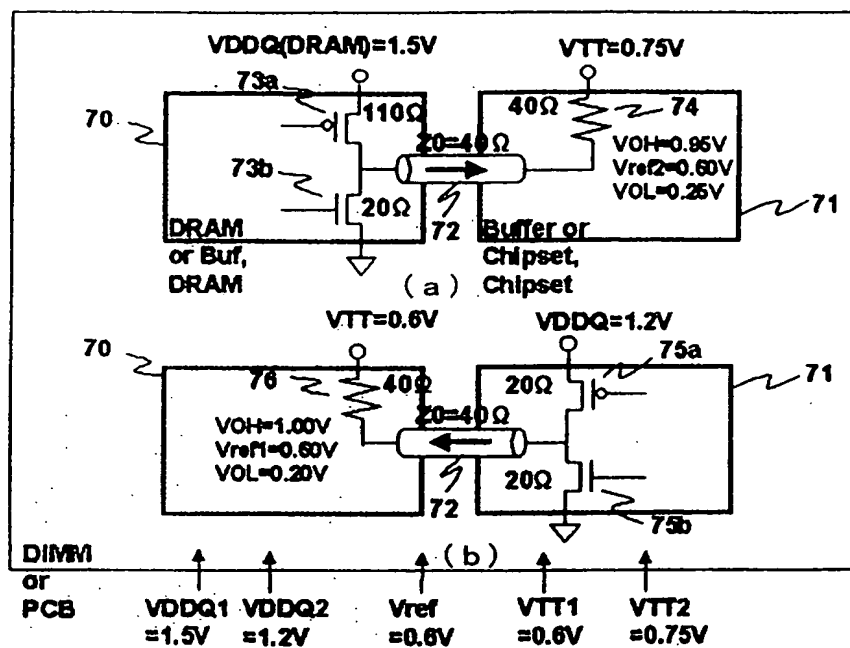 VDDQ(DRAM)=1.5V
VTT=0.75V
73a
70
110Ω
40Ω
74
Z0=40Ω
VOH=0.95V
Vref2=0.60V
VOL=0.25V
73b
20Ω
72
71
DRAM
or Buf,
DRAM
Buffer or
Chipset,
Chipset
(a)
VTT=0.6V
VDDQ=1.2V
70
75a
76
40Ω
20Ω
71
Z0=40Ω
VOH=1.00V
Vref1=0.60V
VOL=0.20V
72
20Ω
75b
(b)
DIMM
or
PCB
VDDQ1
=1.5V
VDDQ2
=1.2V
Vref
=0.6V
VTT1
=0.6V
VTT2
=0.75V